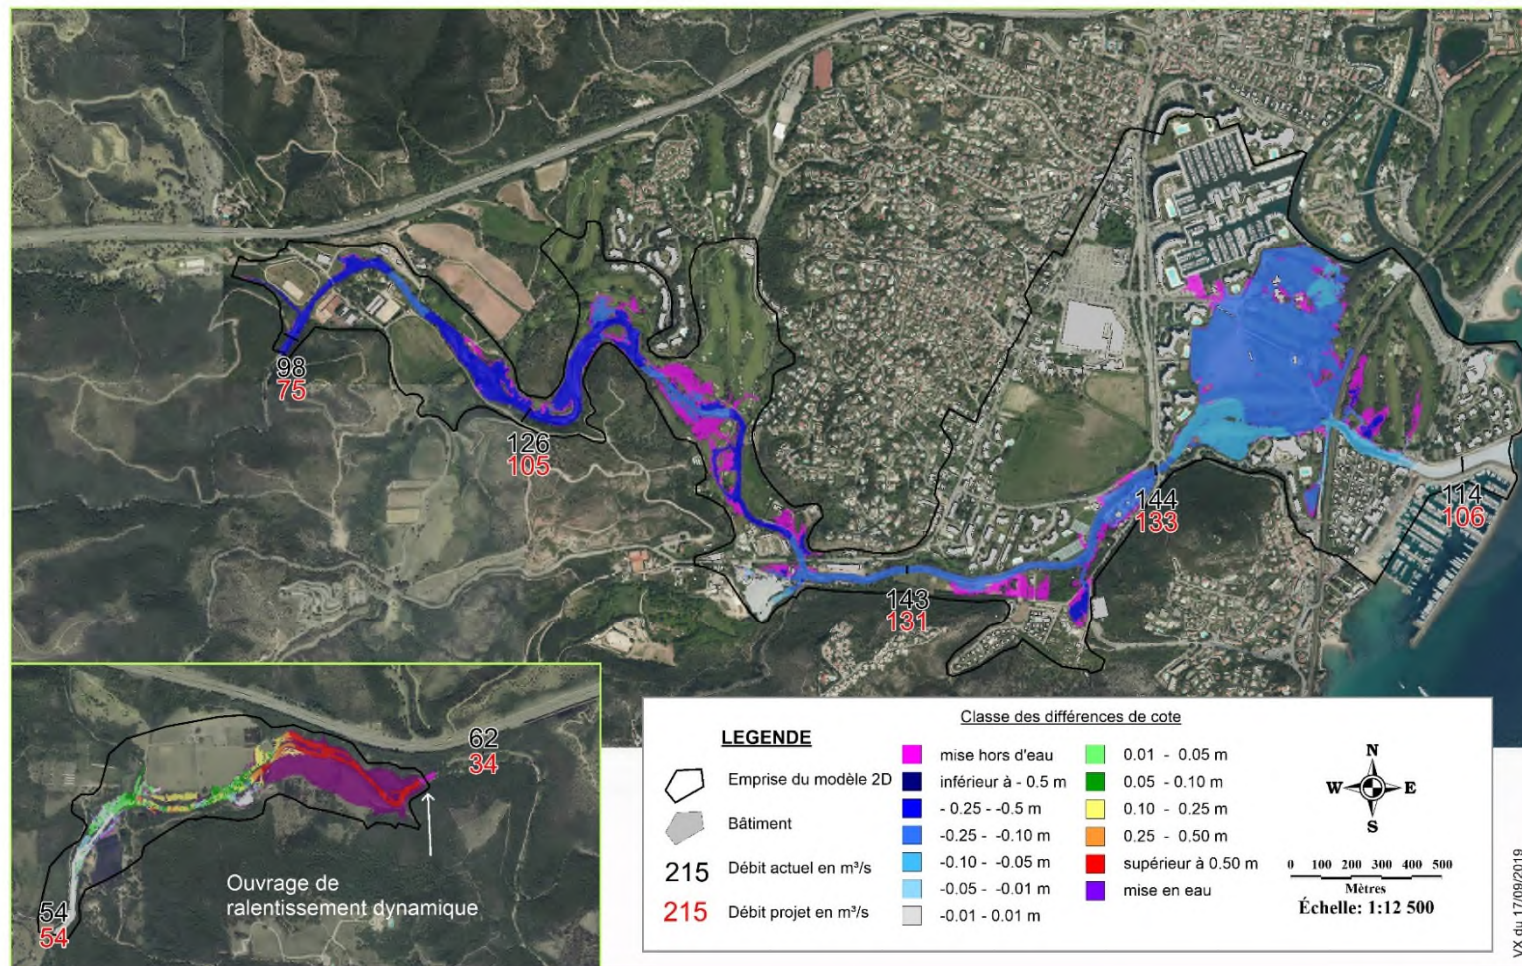 98
75
126
105
143
131
144
133
114
106
62
34
54
54
Ouvrage de
ralentissement dynamique
LEGENDE
Emprise du modèle 2D
Bâtiment
215 Débit actuel en m³/s
215 Débit projet en m³/s
Classe des différences de cote
mise hors d'eau
inférieur à - 0.5 m
- 0.25 - -0.5 m
-0.25 - -0.10 m
-0.10 - -0.05 m
-0.05 - -0.01 m
-0.01 - 0.01 m
0.01 - 0.05 m
0.05 - 0.10 m
0.10 - 0.25 m
0.25 - 0.50 m
supérieur à 0.50 m
mise en eau
N
W E
S
0 100 200 300 400 500
Mètres
Échelle: 1:12 500
VX du 17/09/2019